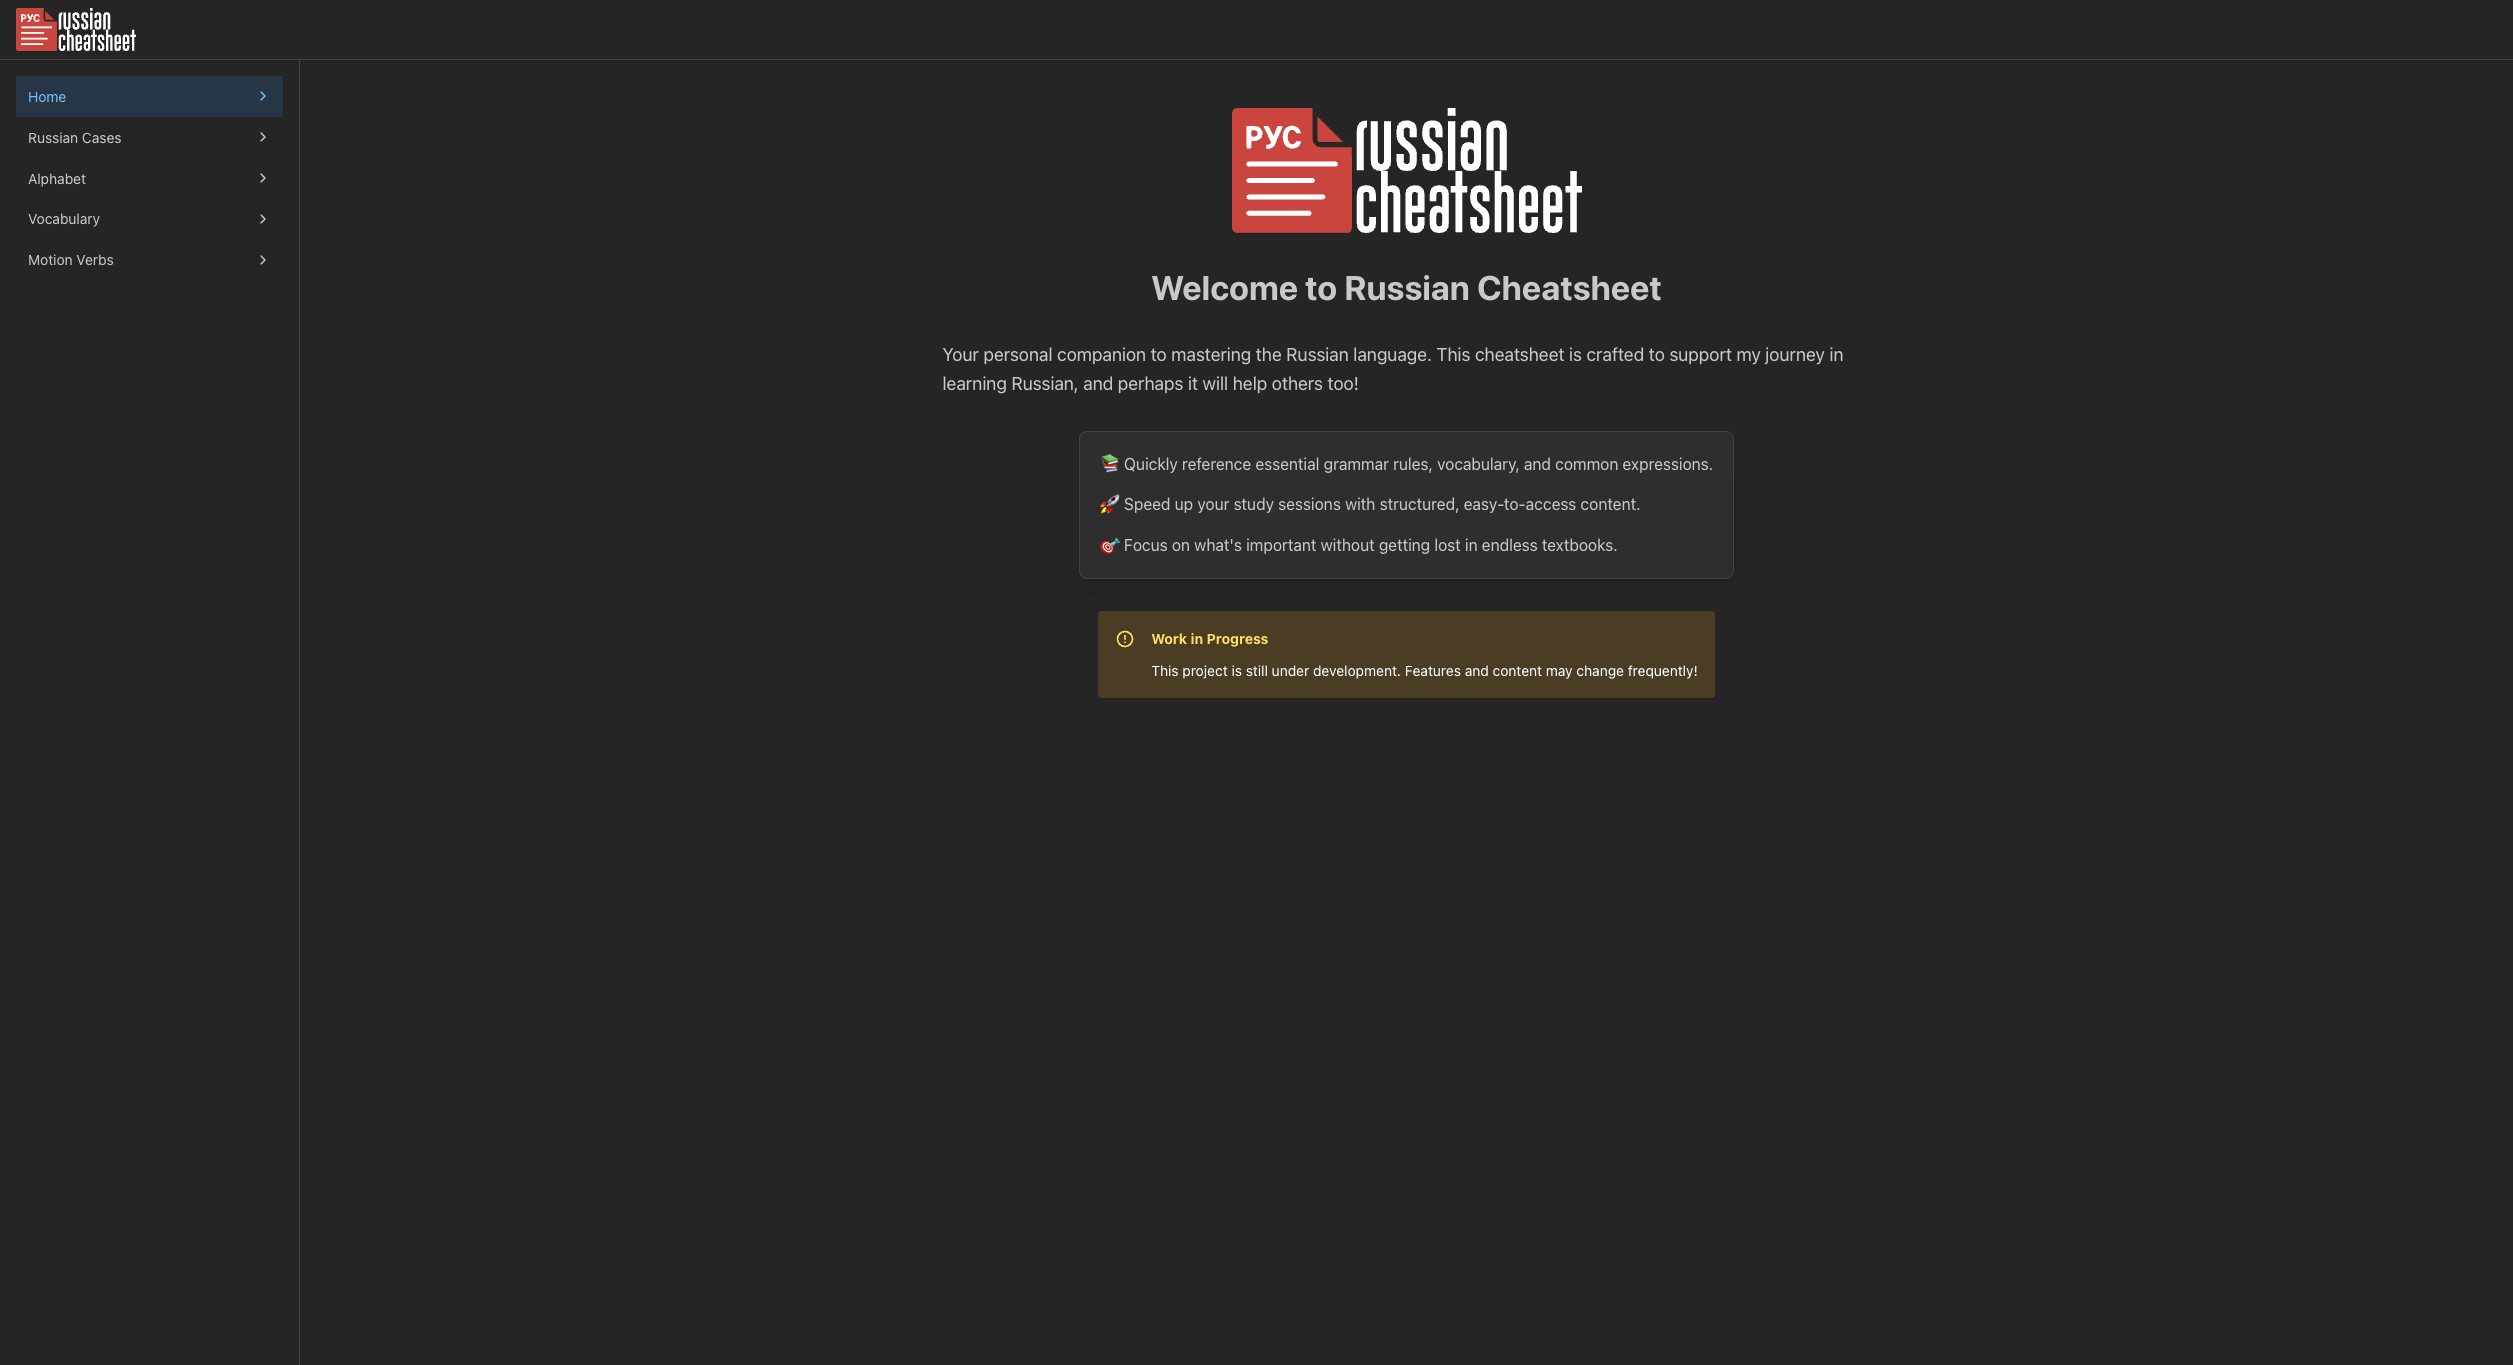 РУС
russian
cheatsheet
Home
Russian Cases
Alphabet
Vocabulary
Motion Verbs
РУС
russian
cheatsheet
Welcome to Russian Cheatsheet
Your personal companion to mastering the Russian language. This cheatsheet is crafted to support my journey in
learning Russian, and perhaps it will help others too!
📚 Quickly reference essential grammar rules, vocabulary, and common expressions.
🚀 Speed up your study sessions with structured, easy-to-access content.
🎯 Focus on what's important without getting lost in endless textbooks.
Work in Progress
This project is still under development. Features and content may change frequently!